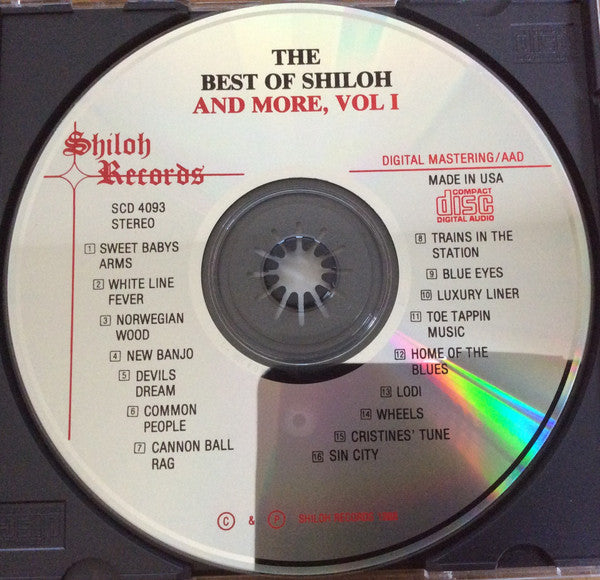 THE
BEST OF SHILOH
AND MORE, VOL I
Shiloh
Records
DIGITAL MASTERING/AAD
MADE IN USA
COMPACT
disc
DIGITAL AUDIO
SCD 4093
STEREO
1 SWEET BABYS
ARMS
2 WHITE LINE
FEVER
3 NORWEGIAN
WOOD
4 NEW BANJO
5 DEVILS
DREAM
6 COMMON
PEOPLE
7 CANNON BALL
RAG
8 TRAINS IN THE
STATION
9 BLUE EYES
10 LUXURY LINER
11 TOE TAPPIN
MUSIC
12 HOME OF THE
BLUES
13 LODI
14 WHEELS
15 CRISTINES' TUNE
16 SIN CITY
© & ℗ SHILOH RECORDS